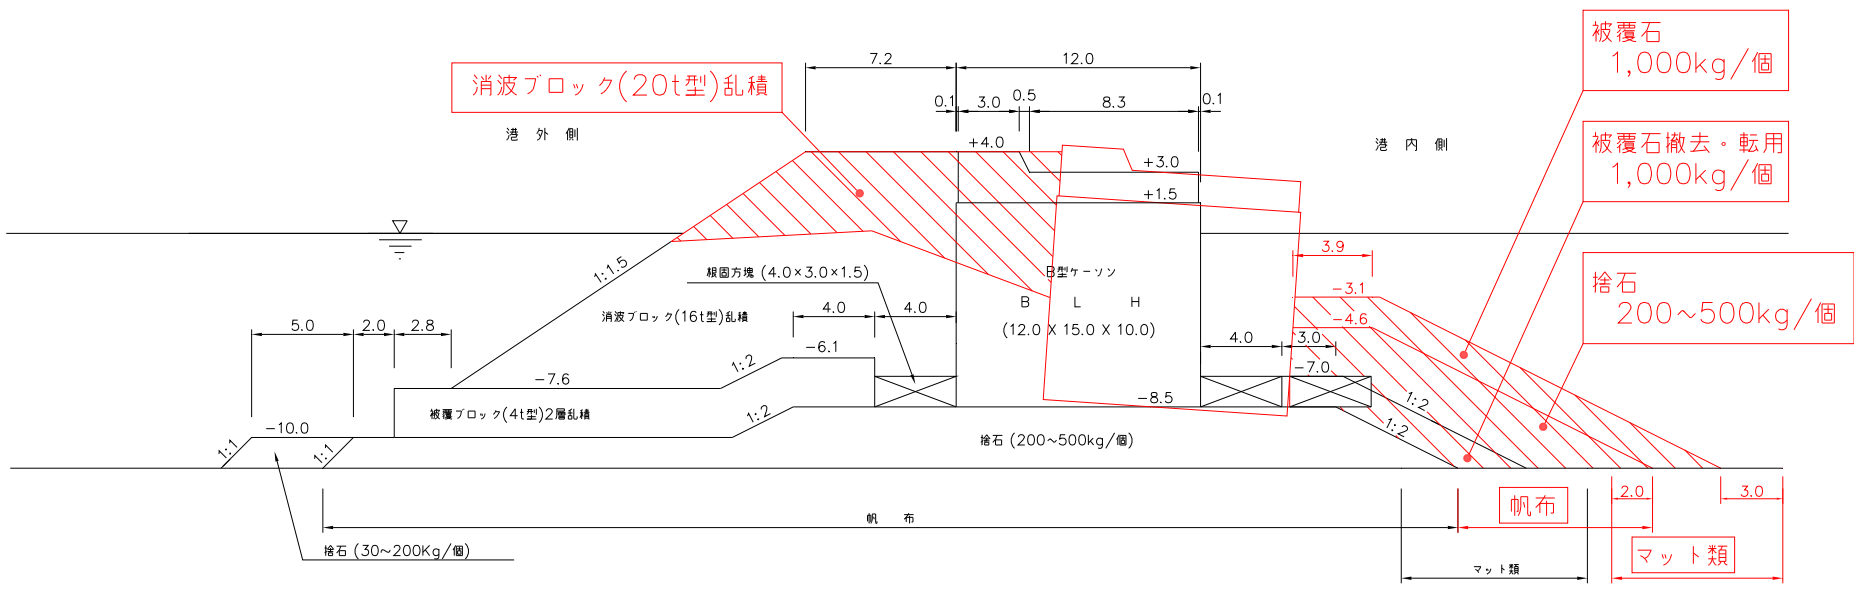 被覆石
1,000kg/個
7.2
12.0
消波ブロック(20t型)乱積
0.1
3.0
0.5
8.3
0.1
港 外 側
被覆石撤去・転用
1,000kg/個
+4.0
港 内 側
+3.0
+1.5
3.9
1:1.5
根固方塊 (4.0×3.0×1.5)
B型ケーソン
捨石
200~500kg/個
-3.1
B L H
4.0
4.0
消波ブロック(16t型)乱積
(12.0 X 15.0 X 10.0)
-4.6
5.0
2.0
2.8
4.0
3.0
-6.1
1:2
-7.0
-7.6
-8.5
1:2
被覆ブロック(4t型)2層乱積
1:2
1:2
-10.0
1:1
1:1
捨石 (200~500kg/個)
2.0
3.0
帆布
帆 布
捨石 (30~200Kg/個)
マット類
マット類